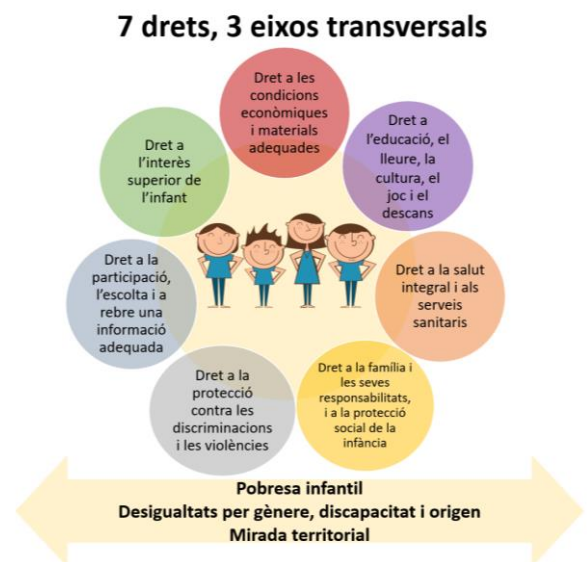 7 drets, 3 eixos transversals
Dret a les
condicions
econòmiques
i materials
adequades
Dret a
l'educació, el
lleure, la
cultura, el
joc i el
descans
Dret a la salut
integral i als
serveis
sanitaris
Dret a la família i
les seves
responsabilitats,
i a la protecció
social de la
infància
Dret a la
protecció
contra les
discriminacions
i les violències
Dret a la
participació,
l'escolta i a
rebre una
informació
adequada
Dret a
l'interès
superior de
l'infant
Pobresa infantil
Desigualtats per gènere, discapacitat i origen
Mirada territorial